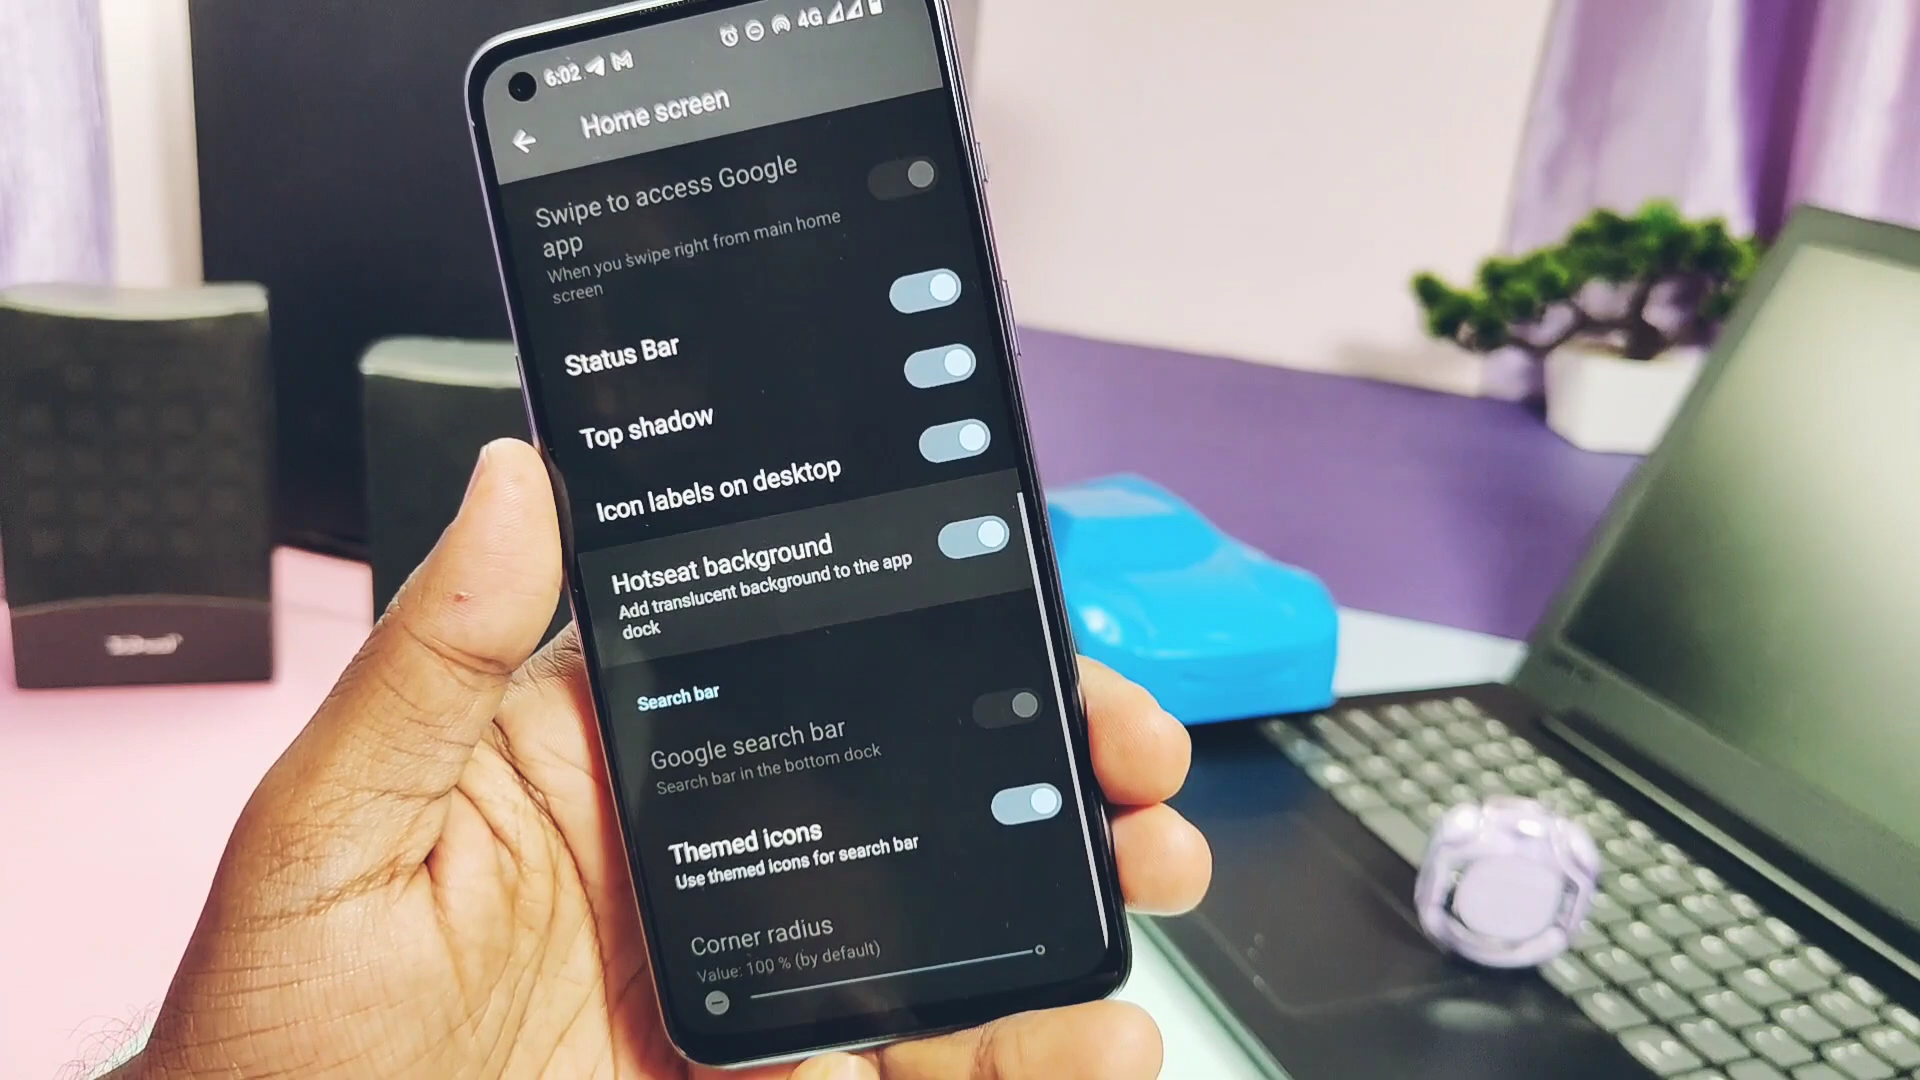 6:02
4G
Home screen
Swipe to access Google
app
When you swipe right from main home
screen
Status Bar
Top shadow
Icon labels on desktop
Hotseat background
Add translucent background to the app
dock
Search bar
Google search bar
Search bar in the bottom dock
Themed icons
Use themed icons for search bar
Corner radius
Value: 100 % (by default)